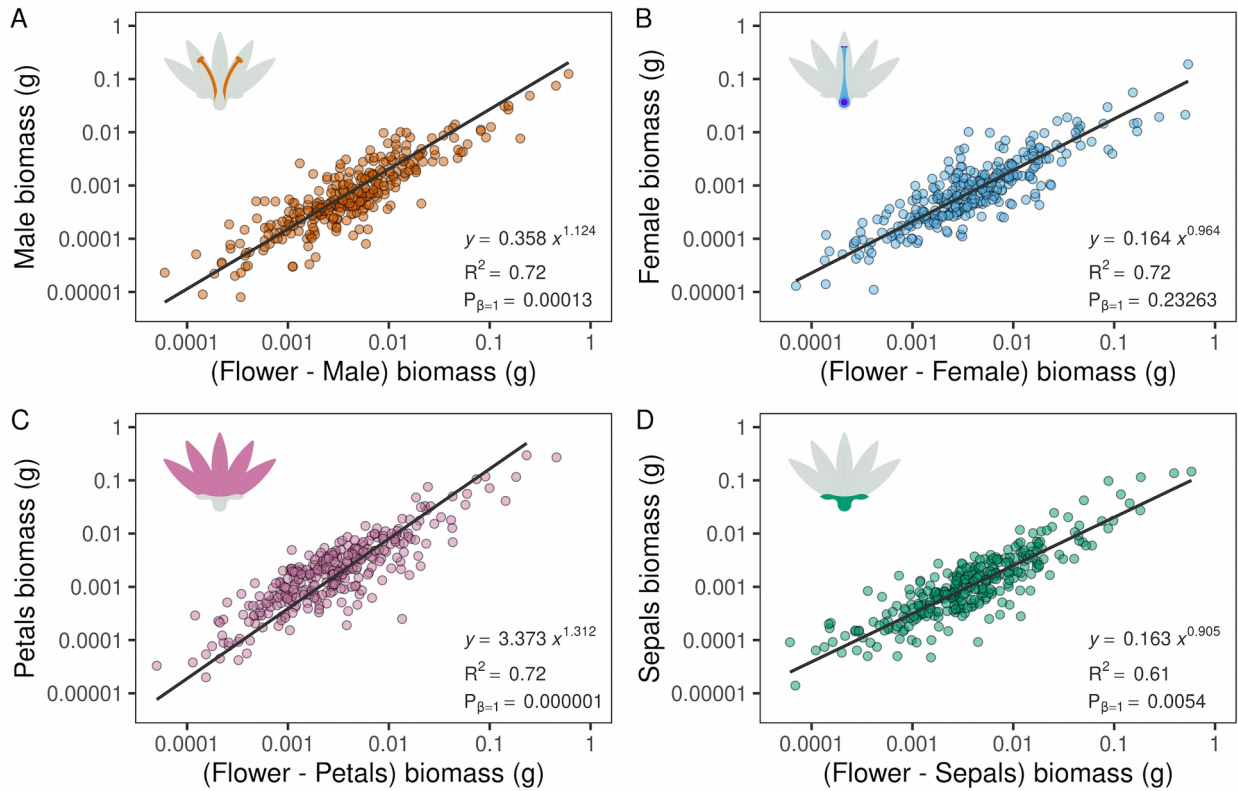 A
Male biomass (g)
1
0.1
0.01
0.001
0.0001
0.00001
y = 0.358 x^1.124
R² = 0.72
Pβ=1 = 0.00013
0.0001 0.001 0.01 0.1 1
(Flower - Male) biomass (g)
B
Female biomass (g)
1
0.1
0.01
0.001
0.0001
0.00001
y = 0.164 x^0.964
R² = 0.72
Pβ=1 = 0.23263
0.0001 0.001 0.01 0.1 1
(Flower - Female) biomass (g)
C
Petals biomass (g)
1
0.1
0.01
0.001
0.0001
0.00001
y = 3.373 x^1.312
R² = 0.72
Pβ=1 = 0.000001
0.0001 0.001 0.01 0.1 1
(Flower - Petals) biomass (g)
D
Sepals biomass (g)
1
0.1
0.01
0.001
0.0001
0.00001
y = 0.163 x^0.905
R² = 0.61
Pβ=1 = 0.0054
0.0001 0.001 0.01 0.1 1
(Flower - Sepals) biomass (g)